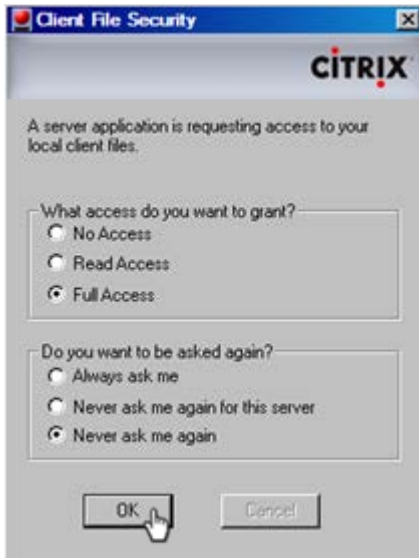 Client File Security
CiTRIX
A server application is requesting access to your
local client files.
What access do you want to grant?
No Access
Read Access
Full Access
Do you want to be asked again?
Always ask me
Never ask me again for this server
Never ask me again
OK
Cancel